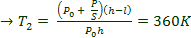 → T₂ = (P₀ + P/S)(h−l) / P₀h = 360K